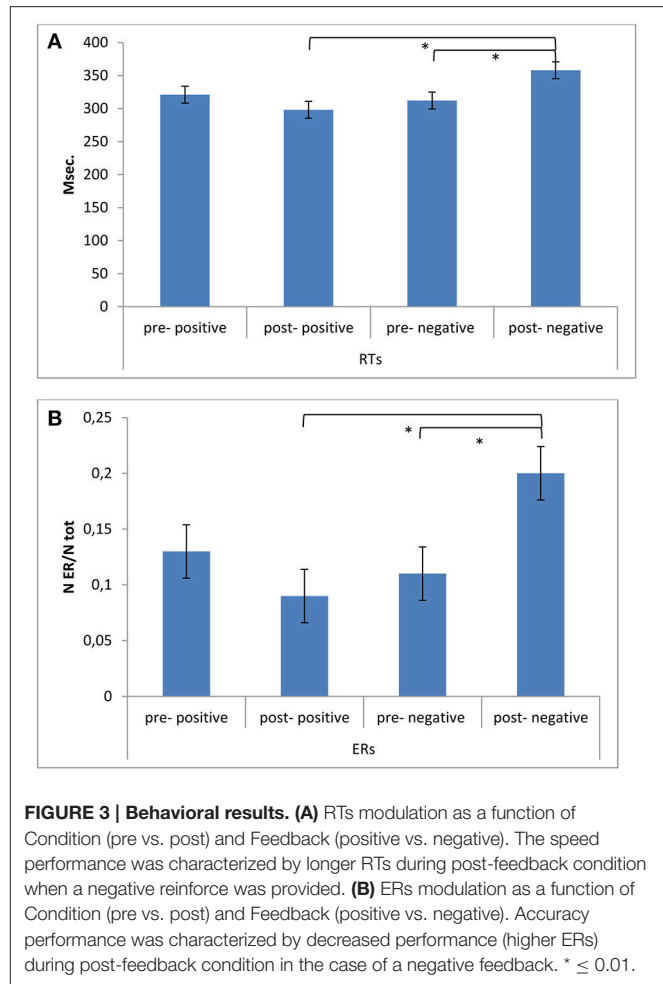 A
400
350
300
250
200
150
100
50
0
Msec.
*
*
pre- positive post- positive pre- negative post- negative
RTs
B
0,25
0,2
0,15
0,1
0,05
0
N ER/N tot
*
*
pre- positive post- positive pre- negative post- negative
ERs
FIGURE 3 | Behavioral results. (A) RTs modulation as a function of
Condition (pre vs. post) and Feedback (positive vs. negative). The speed
performance was characterized by longer RTs during post-feedback condition
when a negative reinforce was provided. (B) ERs modulation as a function of
Condition (pre vs. post) and Feedback (positive vs. negative). Accuracy
performance was characterized by decreased performance (higher ERs)
during post-feedback condition in the case of a negative feedback. * ≤ 0.01.